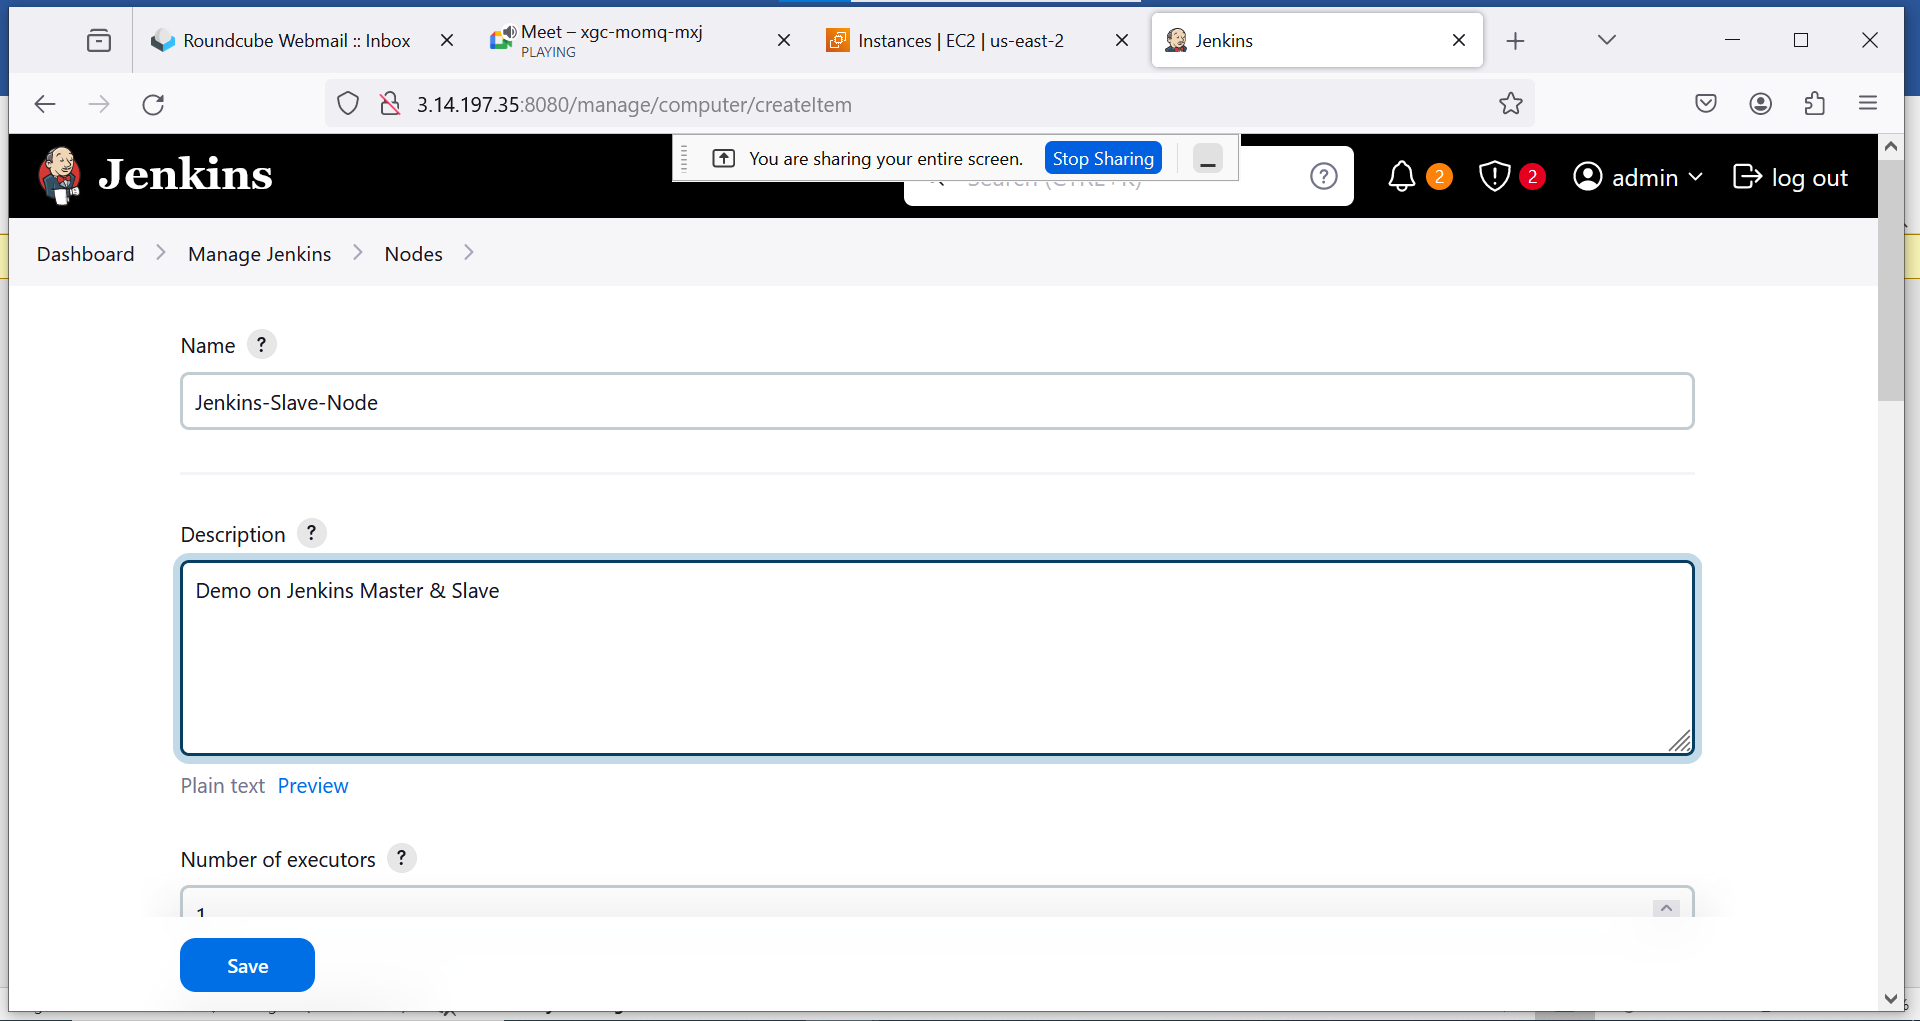 Roundcube Webmail :: Inbox
Meet – xgc-momq-mxj
PLAYING
Instances | EC2 | us-east-2
Jenkins
3.14.197.35:8080/manage/computer/createItem
You are sharing your entire screen.
Stop Sharing
Jenkins
Search (CTRL+K)
2
2
admin
log out
Dashboard
Manage Jenkins
Nodes
Name ?
Jenkins-Slave-Node
Description ?
Demo on Jenkins Master & Slave
Plain text Preview
Number of executors ?
1
Save